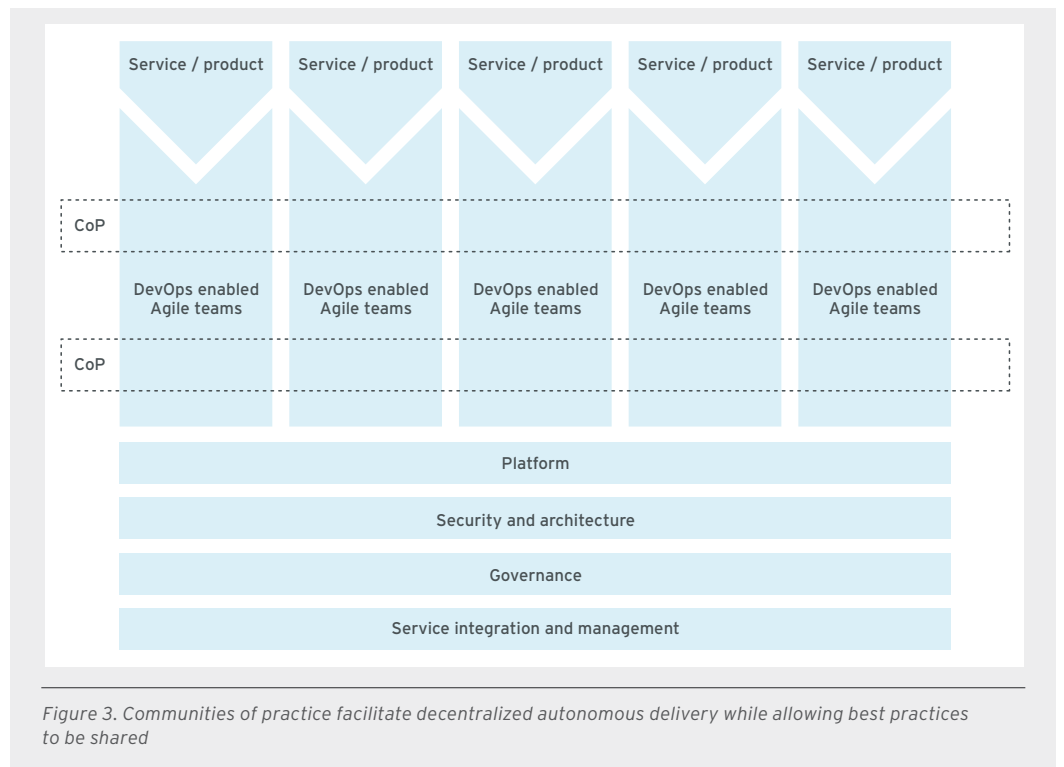 Service / product
Service / product
Service / product
Service / product
Service / product
CoP
DevOps enabled
Agile teams
DevOps enabled
Agile teams
DevOps enabled
Agile teams
DevOps enabled
Agile teams
DevOps enabled
Agile teams
CoP
Platform
Security and architecture
Governance
Service integration and management
Figure 3. Communities of practice facilitate decentralized autonomous delivery while allowing best practices
to be shared